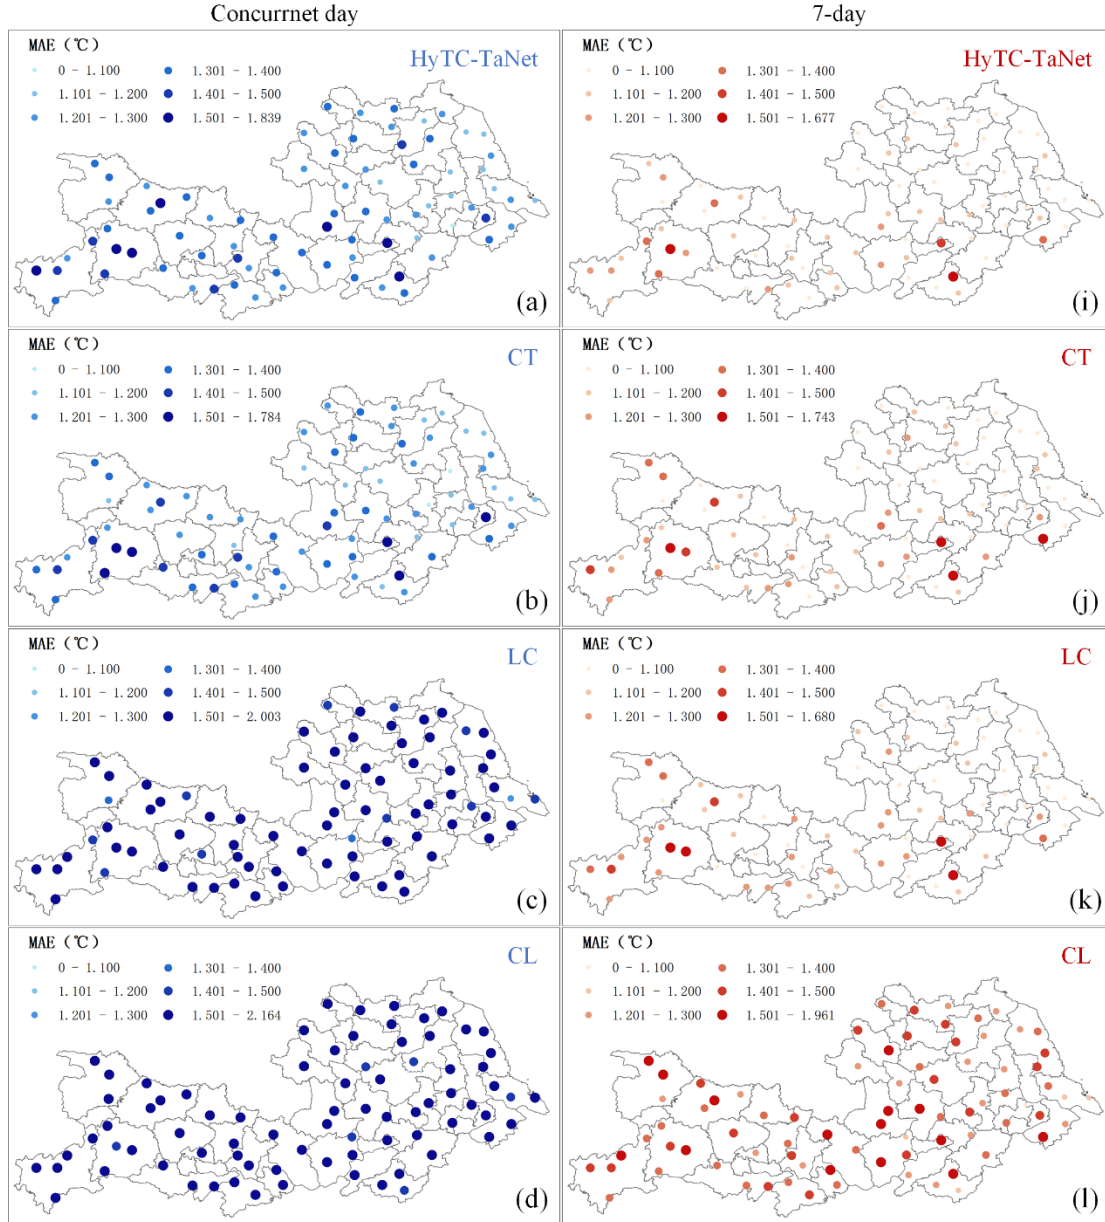 Concurrnet day
7-day
MAE (℃)
HyTC-TaNet
0 - 1.100
1.301 - 1.400
1.101 - 1.200
1.401 - 1.500
1.201 - 1.300
1.501 - 1.839
(a)
MAE (℃)
HyTC-TaNet
0 - 1.100
1.301 - 1.400
1.101 - 1.200
1.401 - 1.500
1.201 - 1.300
1.501 - 1.677
(i)
MAE (℃)
CT
0 - 1.100
1.301 - 1.400
1.101 - 1.200
1.401 - 1.500
1.201 - 1.300
1.501 - 1.784
(b)
MAE (℃)
CT
0 - 1.100
1.301 - 1.400
1.101 - 1.200
1.401 - 1.500
1.201 - 1.300
1.501 - 1.743
(j)
MAE (℃)
LC
0 - 1.100
1.301 - 1.400
1.101 - 1.200
1.401 - 1.500
1.201 - 1.300
1.501 - 2.003
(c)
MAE (℃)
LC
0 - 1.100
1.301 - 1.400
1.101 - 1.200
1.401 - 1.500
1.201 - 1.300
1.501 - 1.680
(k)
MAE (℃)
CL
0 - 1.100
1.301 - 1.400
1.101 - 1.200
1.401 - 1.500
1.201 - 1.300
1.501 - 2.164
(d)
MAE (℃)
CL
0 - 1.100
1.301 - 1.400
1.101 - 1.200
1.401 - 1.500
1.201 - 1.300
1.501 - 1.961
(l)